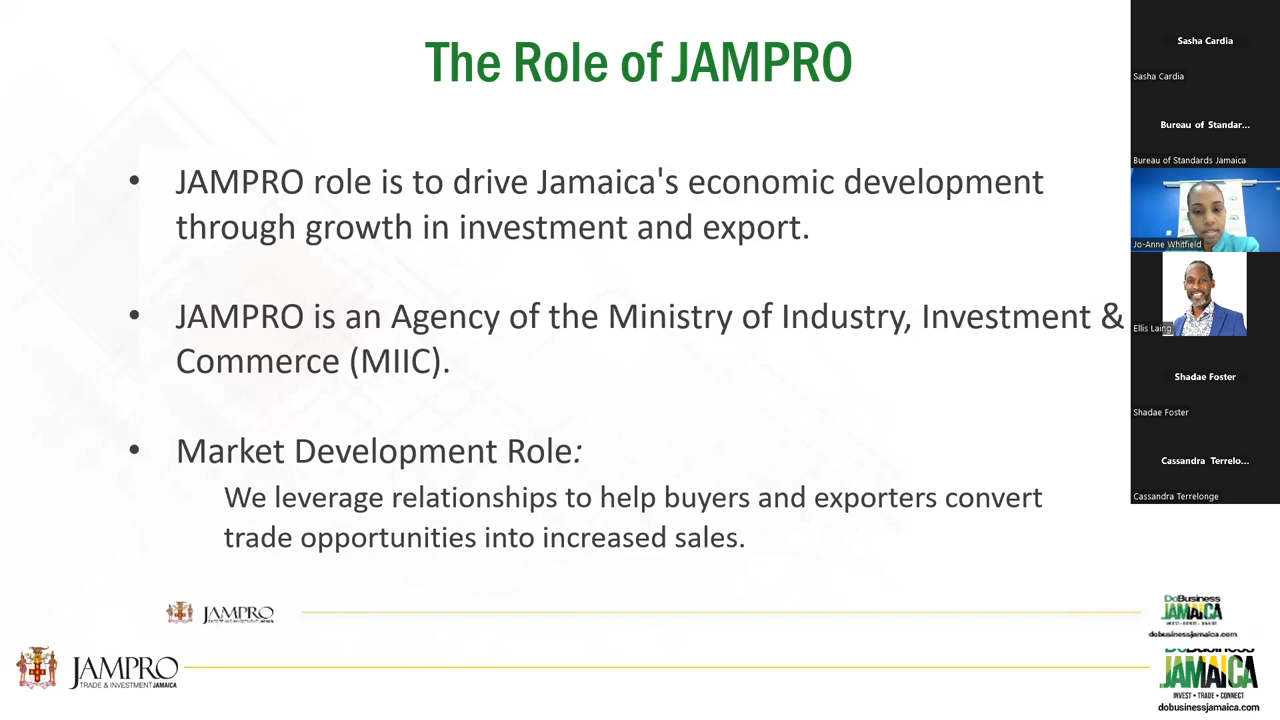 The Role of JAMPRO
• JAMPRO role is to drive Jamaica's economic development
through growth in investment and export.
• JAMPRO is an Agency of the Ministry of Industry, Investment &
Commerce (MIIC).
• Market Development Role:
We leverage relationships to help buyers and exporters convert
trade opportunities into increased sales.
JAMPRO
DoBusiness
JAMAICA
dobusinessjamaica.com
JAMPRO
TRADE & INVESTMENT JAMAICA
DoBusiness
JAMAICA
INVEST • TRADE • CONNECT
dobusinessjamaica.com
Sasha Cardia
Sasha Cardia
Bureau of Standar...
Bureau of Standards Jamaica
Jo-Anne Whitfield
Ellis Laing
Shadae Foster
Shadae Foster
Cassandra Terrelo...
Cassandra Terrelonge